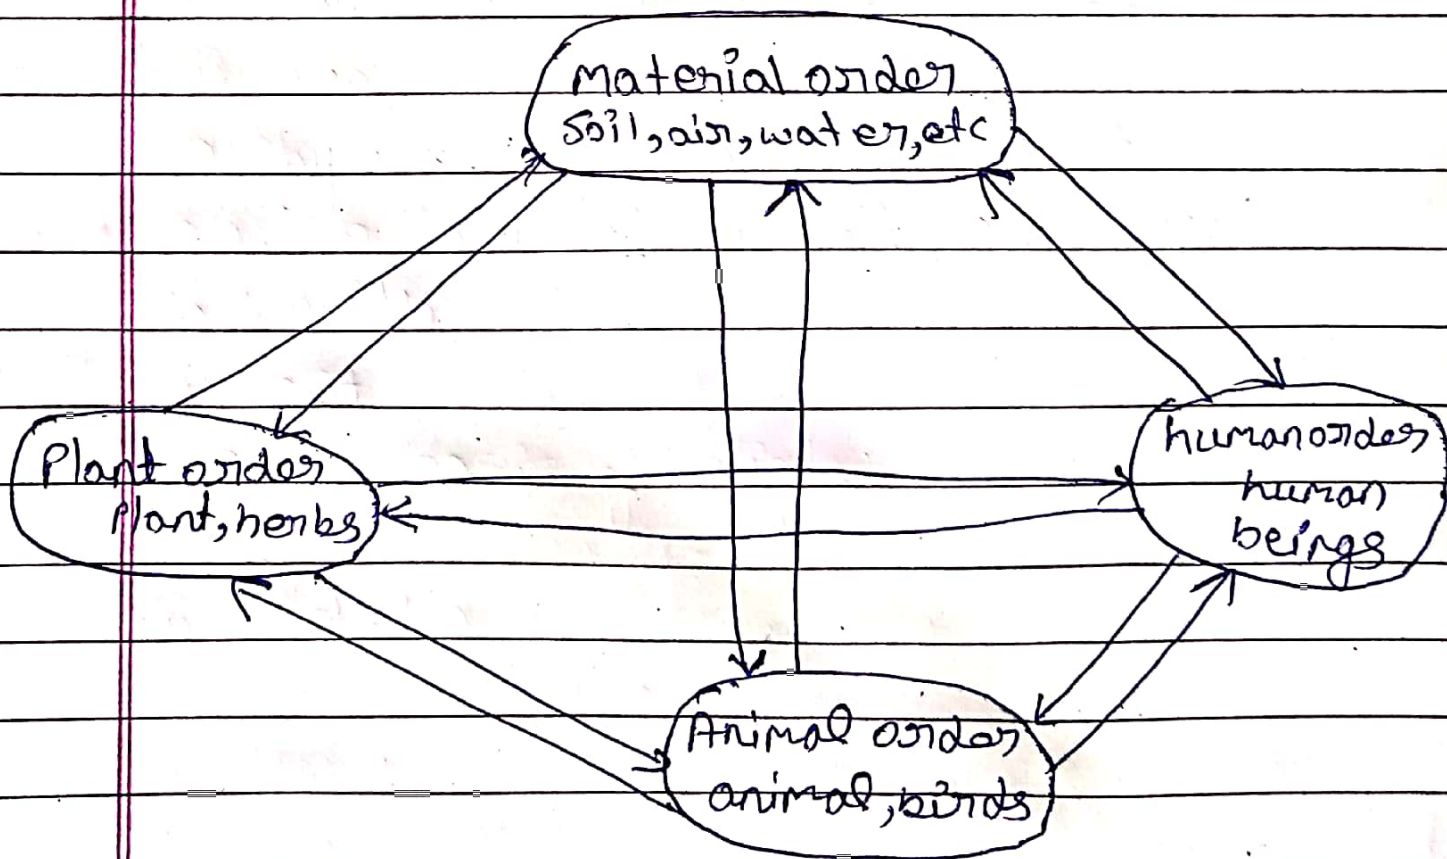 Material order
Soil, air, water, etc
Plant order
Plant, herbs
human order
human
beings
Animal order
animal, birds